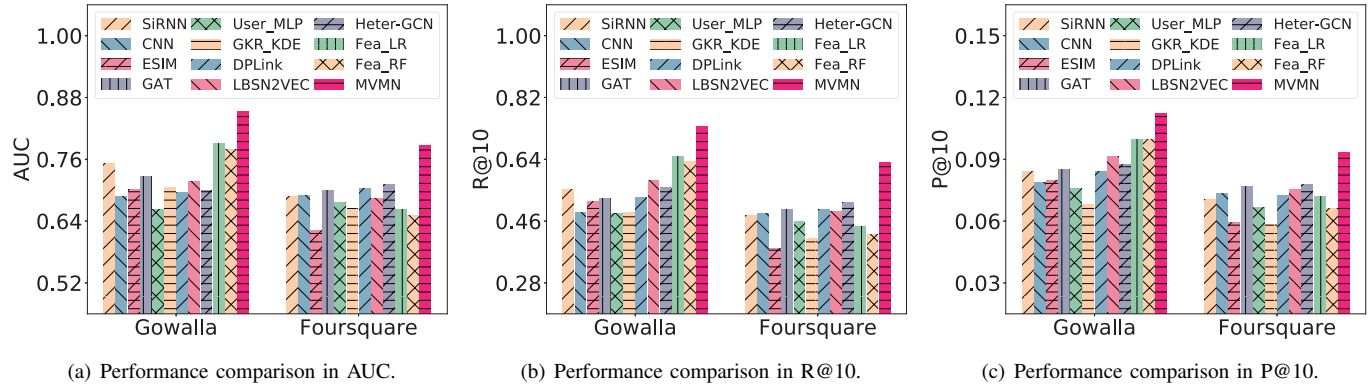 1.00
0.88
0.76
0.64
0.52
AUC
SiRNN
CNN
ESIM
GAT
User_MLP
GKR_KDE
DPLink
LBSN2VEC
Heter-GCN
Fea_LR
Fea_RF
MVMN
Gowalla
Foursquare
(a) Performance comparison in AUC.
1.00
0.82
0.64
0.46
0.28
R@10
SiRNN
CNN
ESIM
GAT
User_MLP
GKR_KDE
DPLink
LBSN2VEC
Heter-GCN
Fea_LR
Fea_RF
MVMN
Gowalla
Foursquare
(b) Performance comparison in R@10.
0.15
0.12
0.09
0.06
0.03
P@10
SiRNN
CNN
ESIM
GAT
User_MLP
GKR_KDE
DPLink
LBSN2VEC
Heter-GCN
Fea_LR
Fea_RF
MVMN
Gowalla
Foursquare
(c) Performance comparison in P@10.